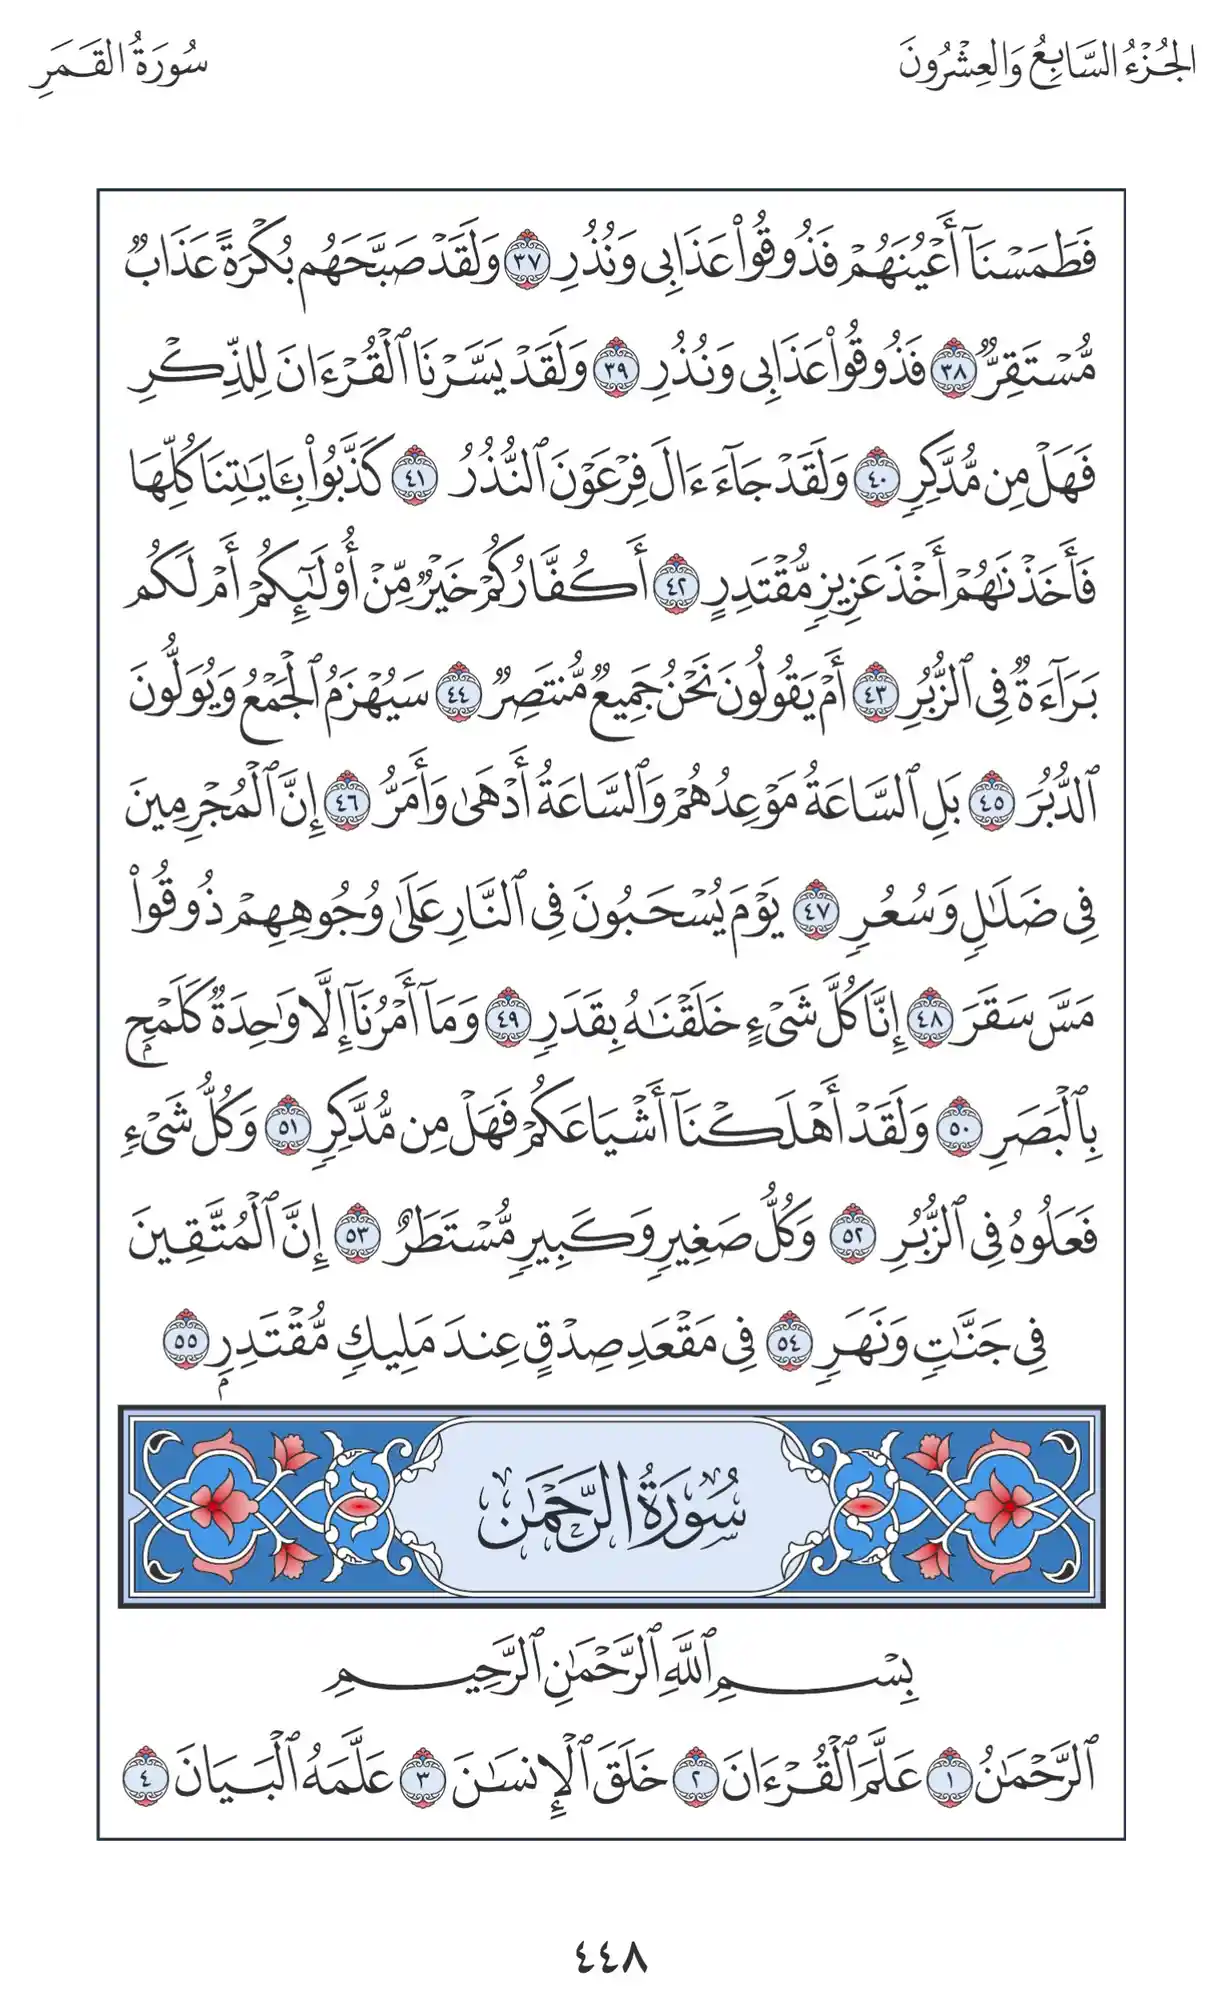 الجُزْءُ السَّابِعُ وَالعِشْرُونَ
سُورَةُ القَمَرِ
فَطَمَسْنَآ أَعْيُنَهُمْ فَذُوقُوا۟ عَذَابِى وَنُذُرِ ٣٧ وَلَقَدْ صَبَّحَهُم بُكْرَةً عَذَابٌ
مُّسْتَقِرٌّ ٣٨ فَذُوقُوا۟ عَذَابِى وَنُذُرِ ٣٩ وَلَقَدْ يَسَّرْنَا ٱلْقُرْءَانَ لِلذِّكْرِ
فَهَلْ مِن مُّدَّكِرٍ ٤٠ وَلَقَدْ جَآءَ ءَالَ فِرْعَوْنَ ٱلنُّذُرُ ٤١ كَذَّبُوا۟ بِـَٔايَـٰتِنَا كُلِّهَا
فَأَخَذْنَـٰهُمْ أَخْذَ عَزِيزٍ مُّقْتَدِرٍ ٤٢ أَكُفَّارُكُمْ خَيْرٌ مِّنْ أُو۟لَـٰٓئِكُمْ أَمْ لَكُم
بَرَآءَةٌ فِى ٱلزُّبُرِ ٤٣ أَمْ يَقُولُونَ نَحْنُ جَمِيعٌ مُّنتَصِرٌ ٤٤ سَيُهْزَمُ ٱلْجَمْعُ وَيُوَلُّونَ
ٱلدُّبُرَ ٤٥ بَلِ ٱلسَّاعَةُ مَوْعِدُهُمْ وَٱلسَّاعَةُ أَدْهَىٰ وَأَمَرُّ ٤٦ إِنَّ ٱلْمُجْرِمِينَ
فِى ضَلَـٰلٍ وَسُعُرٍ ٤٧ يَوْمَ يُسْحَبُونَ فِى ٱلنَّارِ عَلَىٰ وُجُوهِهِمْ ذُوقُوا۟
مَسَّ سَقَرَ ٤٨ إِنَّا كُلَّ شَىْءٍ خَلَقْنَـٰهُ بِقَدَرٍ ٤٩ وَمَآ أَمْرُنَآ إِلَّا وَٰحِدَةٌ كَلَمْحٍۭ
بِٱلْبَصَرِ ٥٠ وَلَقَدْ أَهْلَكْنَآ أَشْيَاعَكُمْ فَهَلْ مِن مُّدَّكِرٍ ٥١ وَكُلُّ شَىْءٍ
فَعَلُوهُ فِى ٱلزُّبُرِ ٥٢ وَكُلُّ صَغِيرٍ وَكَبِيرٍ مُّسْتَطَرٌ ٥٣ إِنَّ ٱلْمُتَّقِينَ
فِى جَنَّـٰتٍ وَنَهَرٍ ٥٤ فِى مَقْعَدِ صِدْقٍ عِندَ مَلِيكٍ مُّقْتَدِرٍۭ ٥٥
سُورَةُ الرَّحْمَٰن
بِسْمِ ٱللَّهِ ٱلرَّحْمَـٰنِ ٱلرَّحِيمِ
ٱلرَّحْمَـٰنُ ١ عَلَّمَ ٱلْقُرْءَانَ ٢ خَلَقَ ٱلْإِنسَـٰنَ ٣ عَلَّمَهُ ٱلْبَيَانَ ٤
٤٤٨